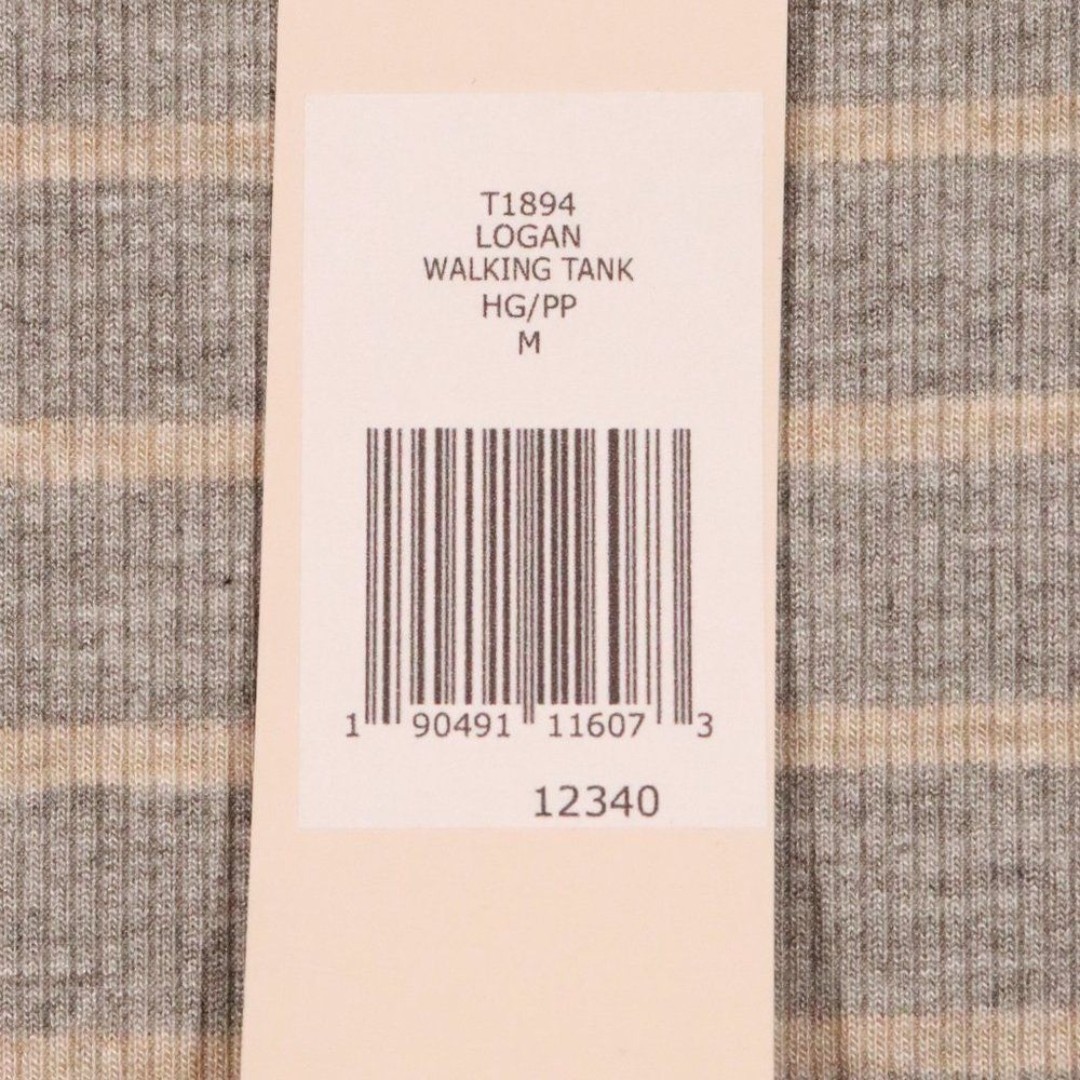 T1894
LOGAN
WALKING TANK
HG/PP
M
1 90491 11607 3
12340